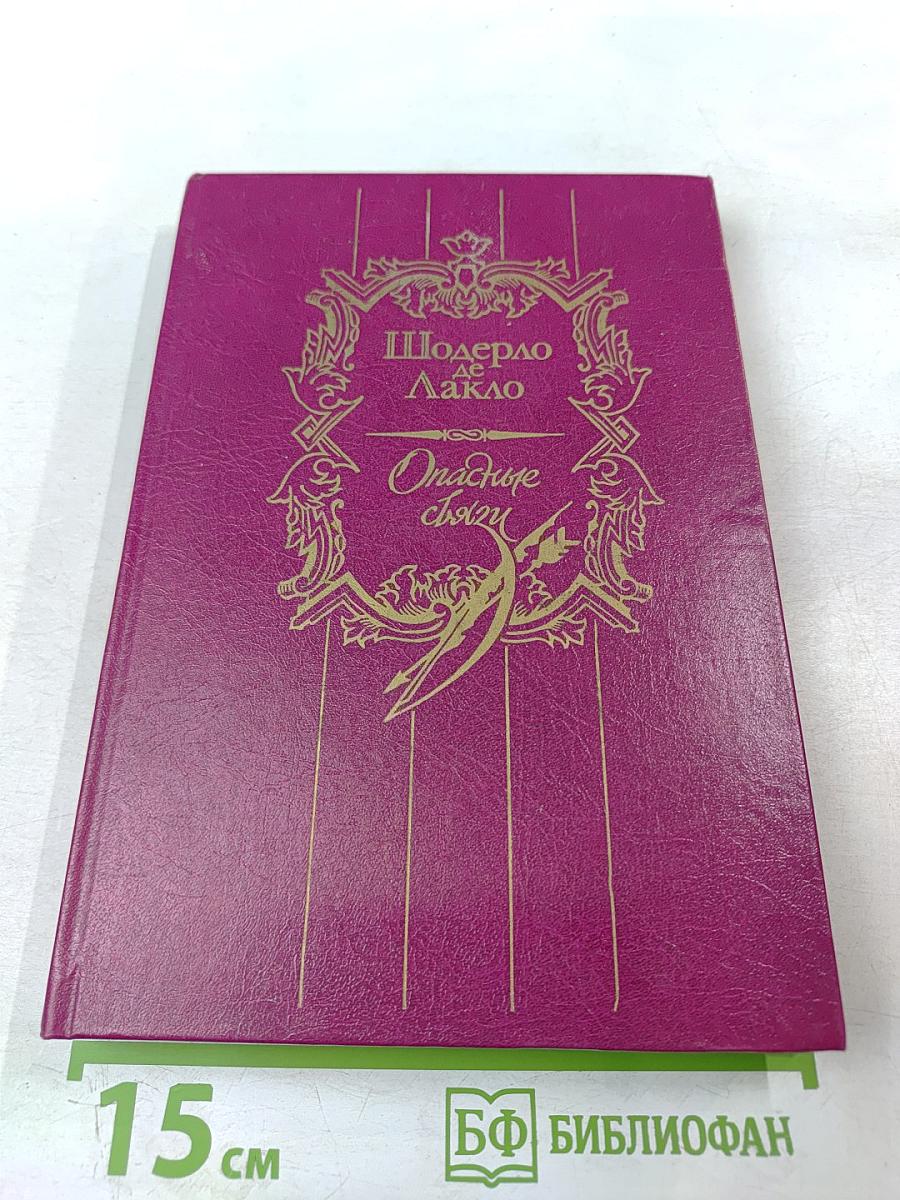 Шодерло
де
Лакло
Опасные
связи
15 см
БФ БИБЛИОФАН